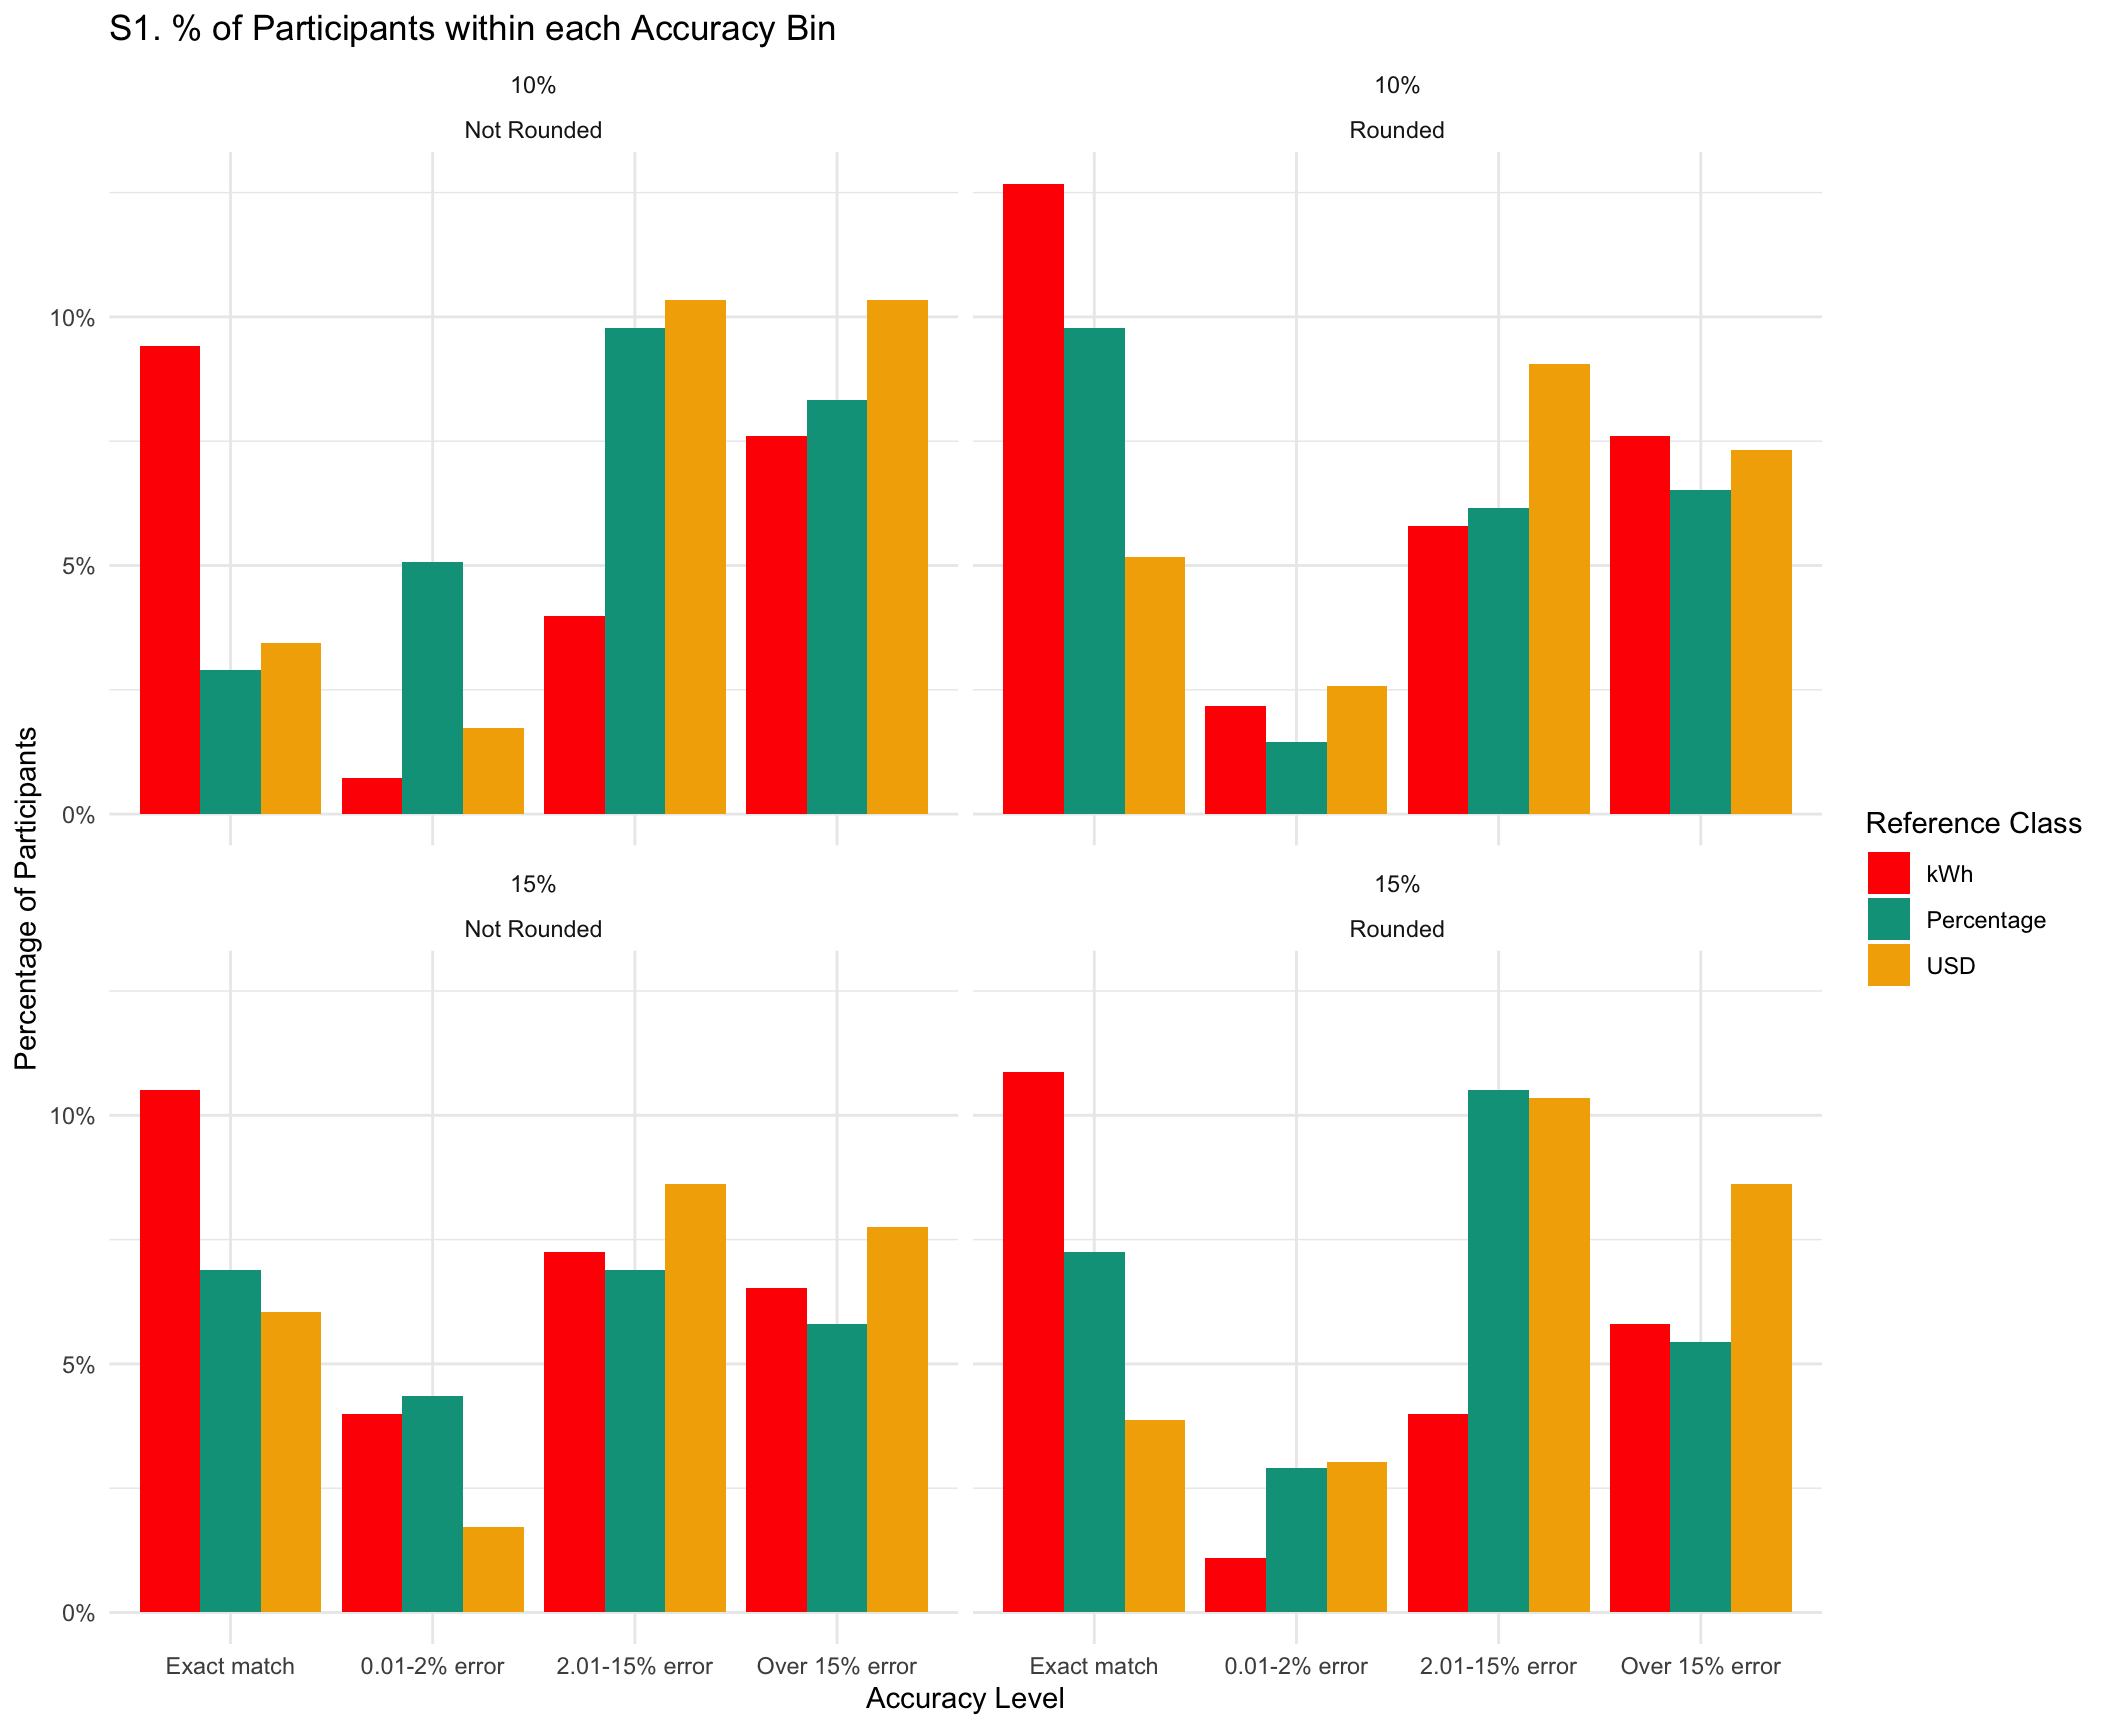 S1. % of Participants within each Accuracy Bin
10%
Not Rounded
10%
Rounded
10%
5%
0%
15%
Not Rounded
15%
Rounded
10%
5%
0%
Exact match
0.01-2% error
2.01-15% error
Over 15% error
Exact match
0.01-2% error
2.01-15% error
Over 15% error
Accuracy Level
Percentage of Participants
Reference Class
kWh
Percentage
USD